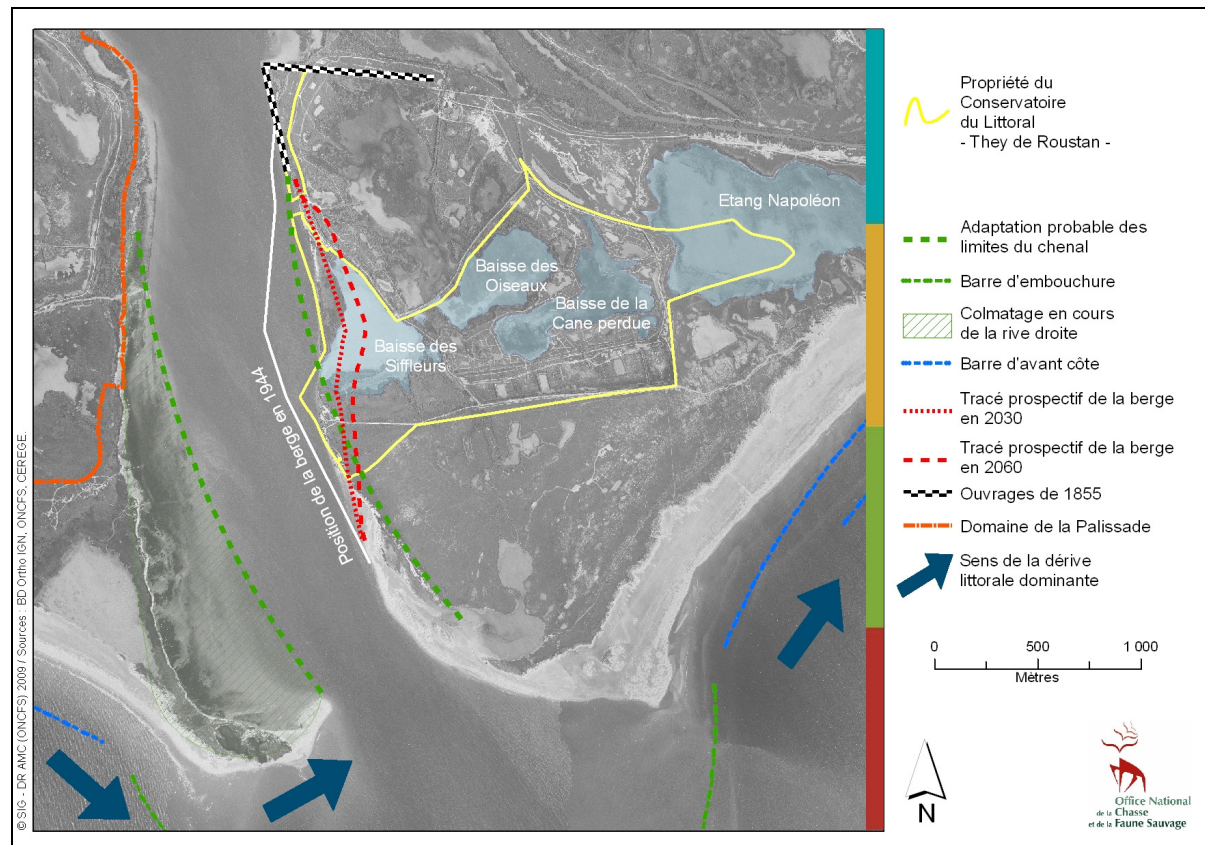 Etang Napoléon
Baisse des
Oiseaux
Baisse de la
Cane perdue
Baisse des
Siffleurs
Position de la berge en 1944
© SIG - DR AMC (ONCFS) 2009 / Sources : BD Ortho IGN, ONCFS, CEREGE.
Propriété du
Conservatoire
du Littoral
- They de Roustan -
Adaptation probable des
limites du chenal
Barre d'embouchure
Colmatage en cours
de la rive droite
Barre d'avant côte
Tracé prospectif de la berge
en 2030
Tracé prospectif de la berge
en 2060
Ouvrages de 1855
Domaine de la Palissade
Sens de la dérive
littorale dominante
0 500 1 000
Mètres
N
Office National
de la Chasse
et de la Faune Sauvage